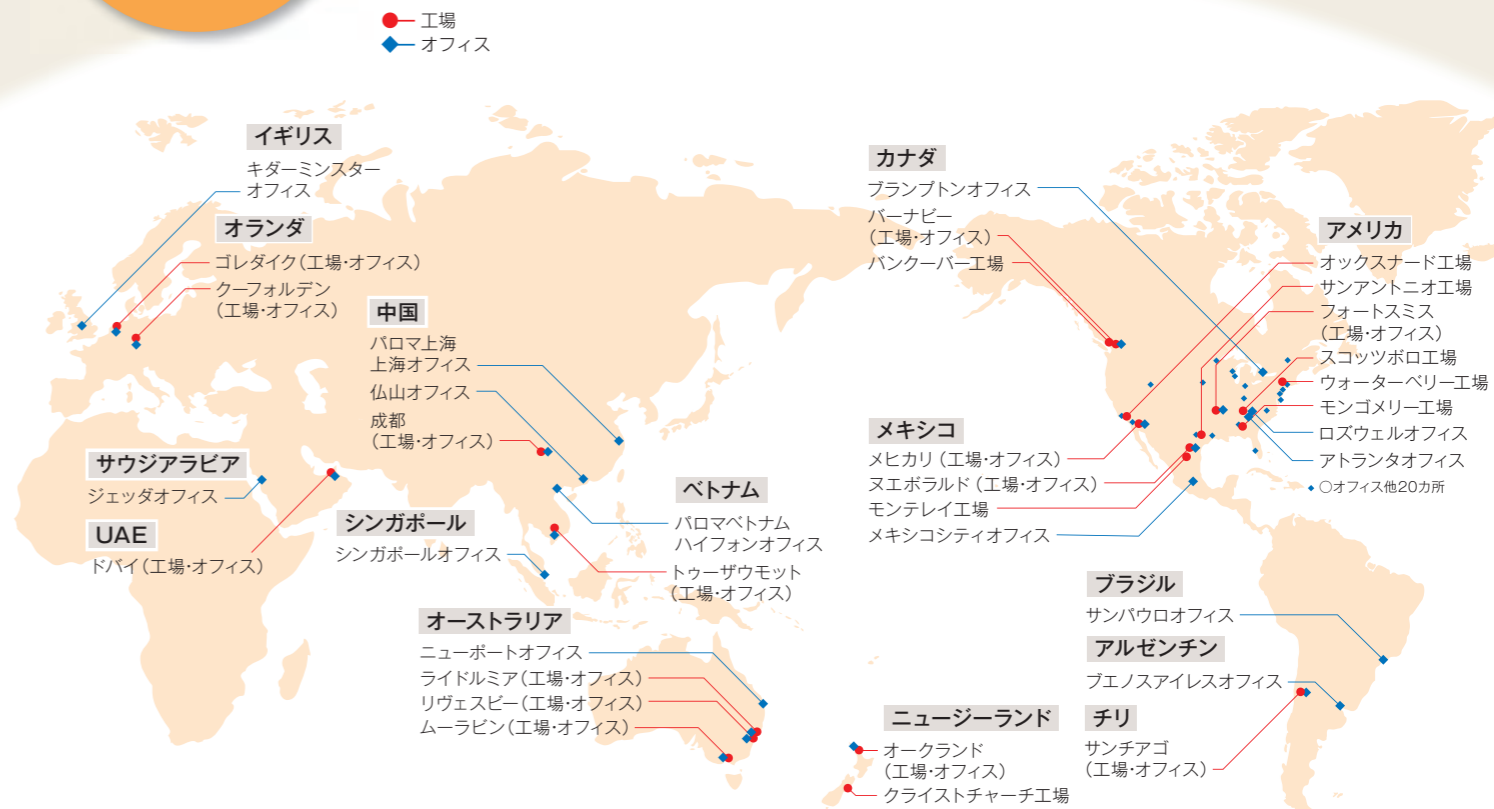 工場
オフィス
イギリス
キダーミンスター
オフィス
オランダ
ゴレダイク(工場・オフィス)
クーフォルデン
(工場・オフィス)
中国
パロマ上海
上海オフィス
仏山オフィス
成都
(工場・オフィス)
サウジアラビア
ジェッダオフィス
UAE
ドバイ(工場・オフィス)
シンガポール
シンガポールオフィス
ベトナム
パロマベトナム
ハイフォンオフィス
トゥーザウモット
(工場・オフィス)
オーストラリア
ニューポートオフィス
ライドルミア(工場・オフィス)
リヴェスビー(工場・オフィス)
ムーラビン(工場・オフィス)
ニュージーランド
オークランド
(工場・オフィス)
クライストチャーチ工場
カナダ
ブランプトンオフィス
バーナビー
(工場・オフィス)
バンクーバー工場
アメリカ
オックスナード工場
サンアントニオ工場
フォートスミス
(工場・オフィス)
スコッツボロ工場
ウォーターベリー工場
モンゴメリー工場
ロズウェルオフィス
アトランタオフィス
○オフィス他20カ所
メキシコ
メヒカリ(工場・オフィス)
ヌエボラルド(工場・オフィス)
モンテレイ工場
メキシコシティオフィス
ブラジル
サンパウロオフィス
アルゼンチン
ブエノスアイレスオフィス
チリ
サンチアゴ
(工場・オフィス)